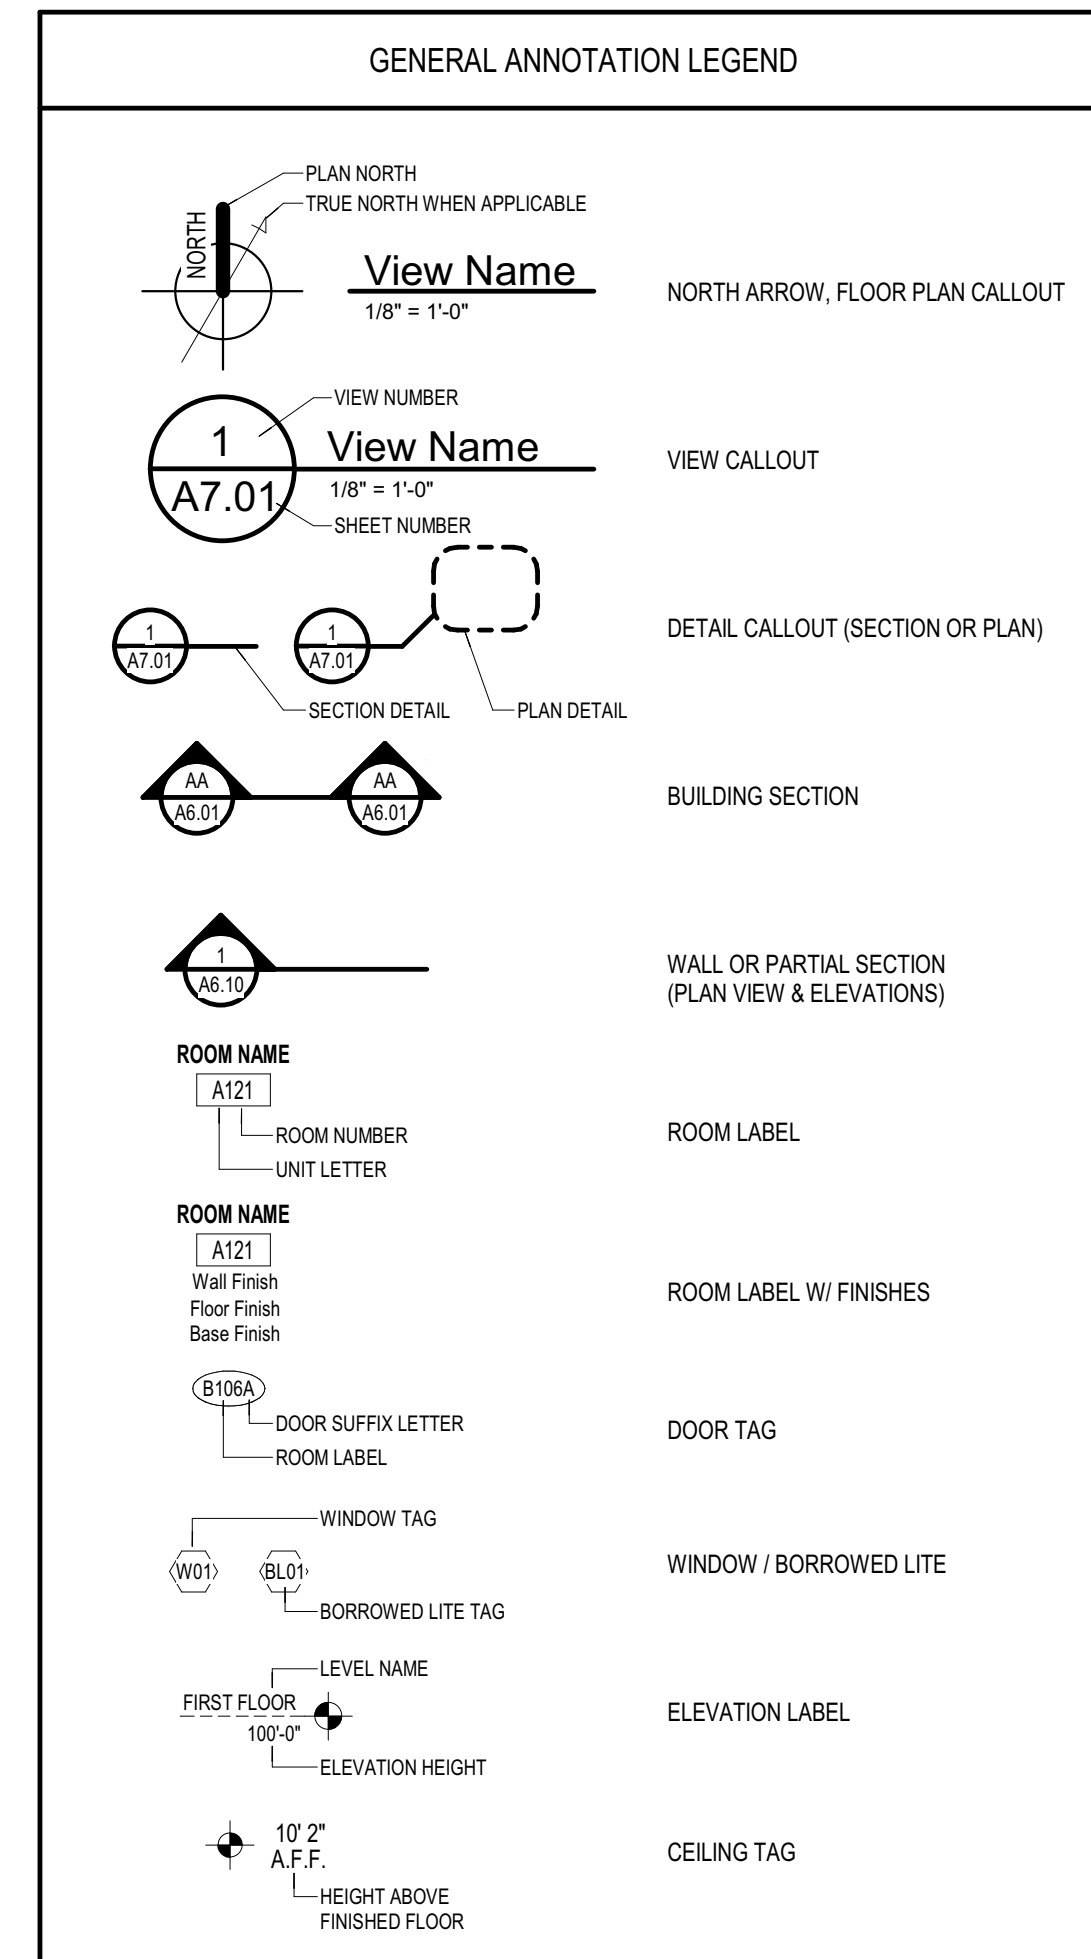 GENERAL ANNOTATION LEGEND
PLAN NORTH
TRUE NORTH WHEN APPLICABLE
NORTH
View Name
1/8" = 1'-0"
NORTH ARROW, FLOOR PLAN CALLOUT
VIEW NUMBER
1
View Name
A7.01
1/8" = 1'-0"
SHEET NUMBER
VIEW CALLOUT
1
A7.01
1
A7.01
SECTION DETAIL
PLAN DETAIL
DETAIL CALLOUT (SECTION OR PLAN)
AA
A6.01
AA
A6.01
BUILDING SECTION
1
A6.10
WALL OR PARTIAL SECTION
(PLAN VIEW & ELEVATIONS)
ROOM NAME
A121
ROOM NUMBER
UNIT LETTER
ROOM LABEL
ROOM NAME
A121
Wall Finish
Floor Finish
Base Finish
ROOM LABEL W/ FINISHES
B106A
DOOR SUFFIX LETTER
ROOM LABEL
DOOR TAG
WINDOW TAG
W01
BL01
BORROWED LITE TAG
WINDOW / BORROWED LITE
LEVEL NAME
FIRST FLOOR
100'-0"
ELEVATION HEIGHT
ELEVATION LABEL
10' 2"
A.F.F.
HEIGHT ABOVE
FINISHED FLOOR
CEILING TAG